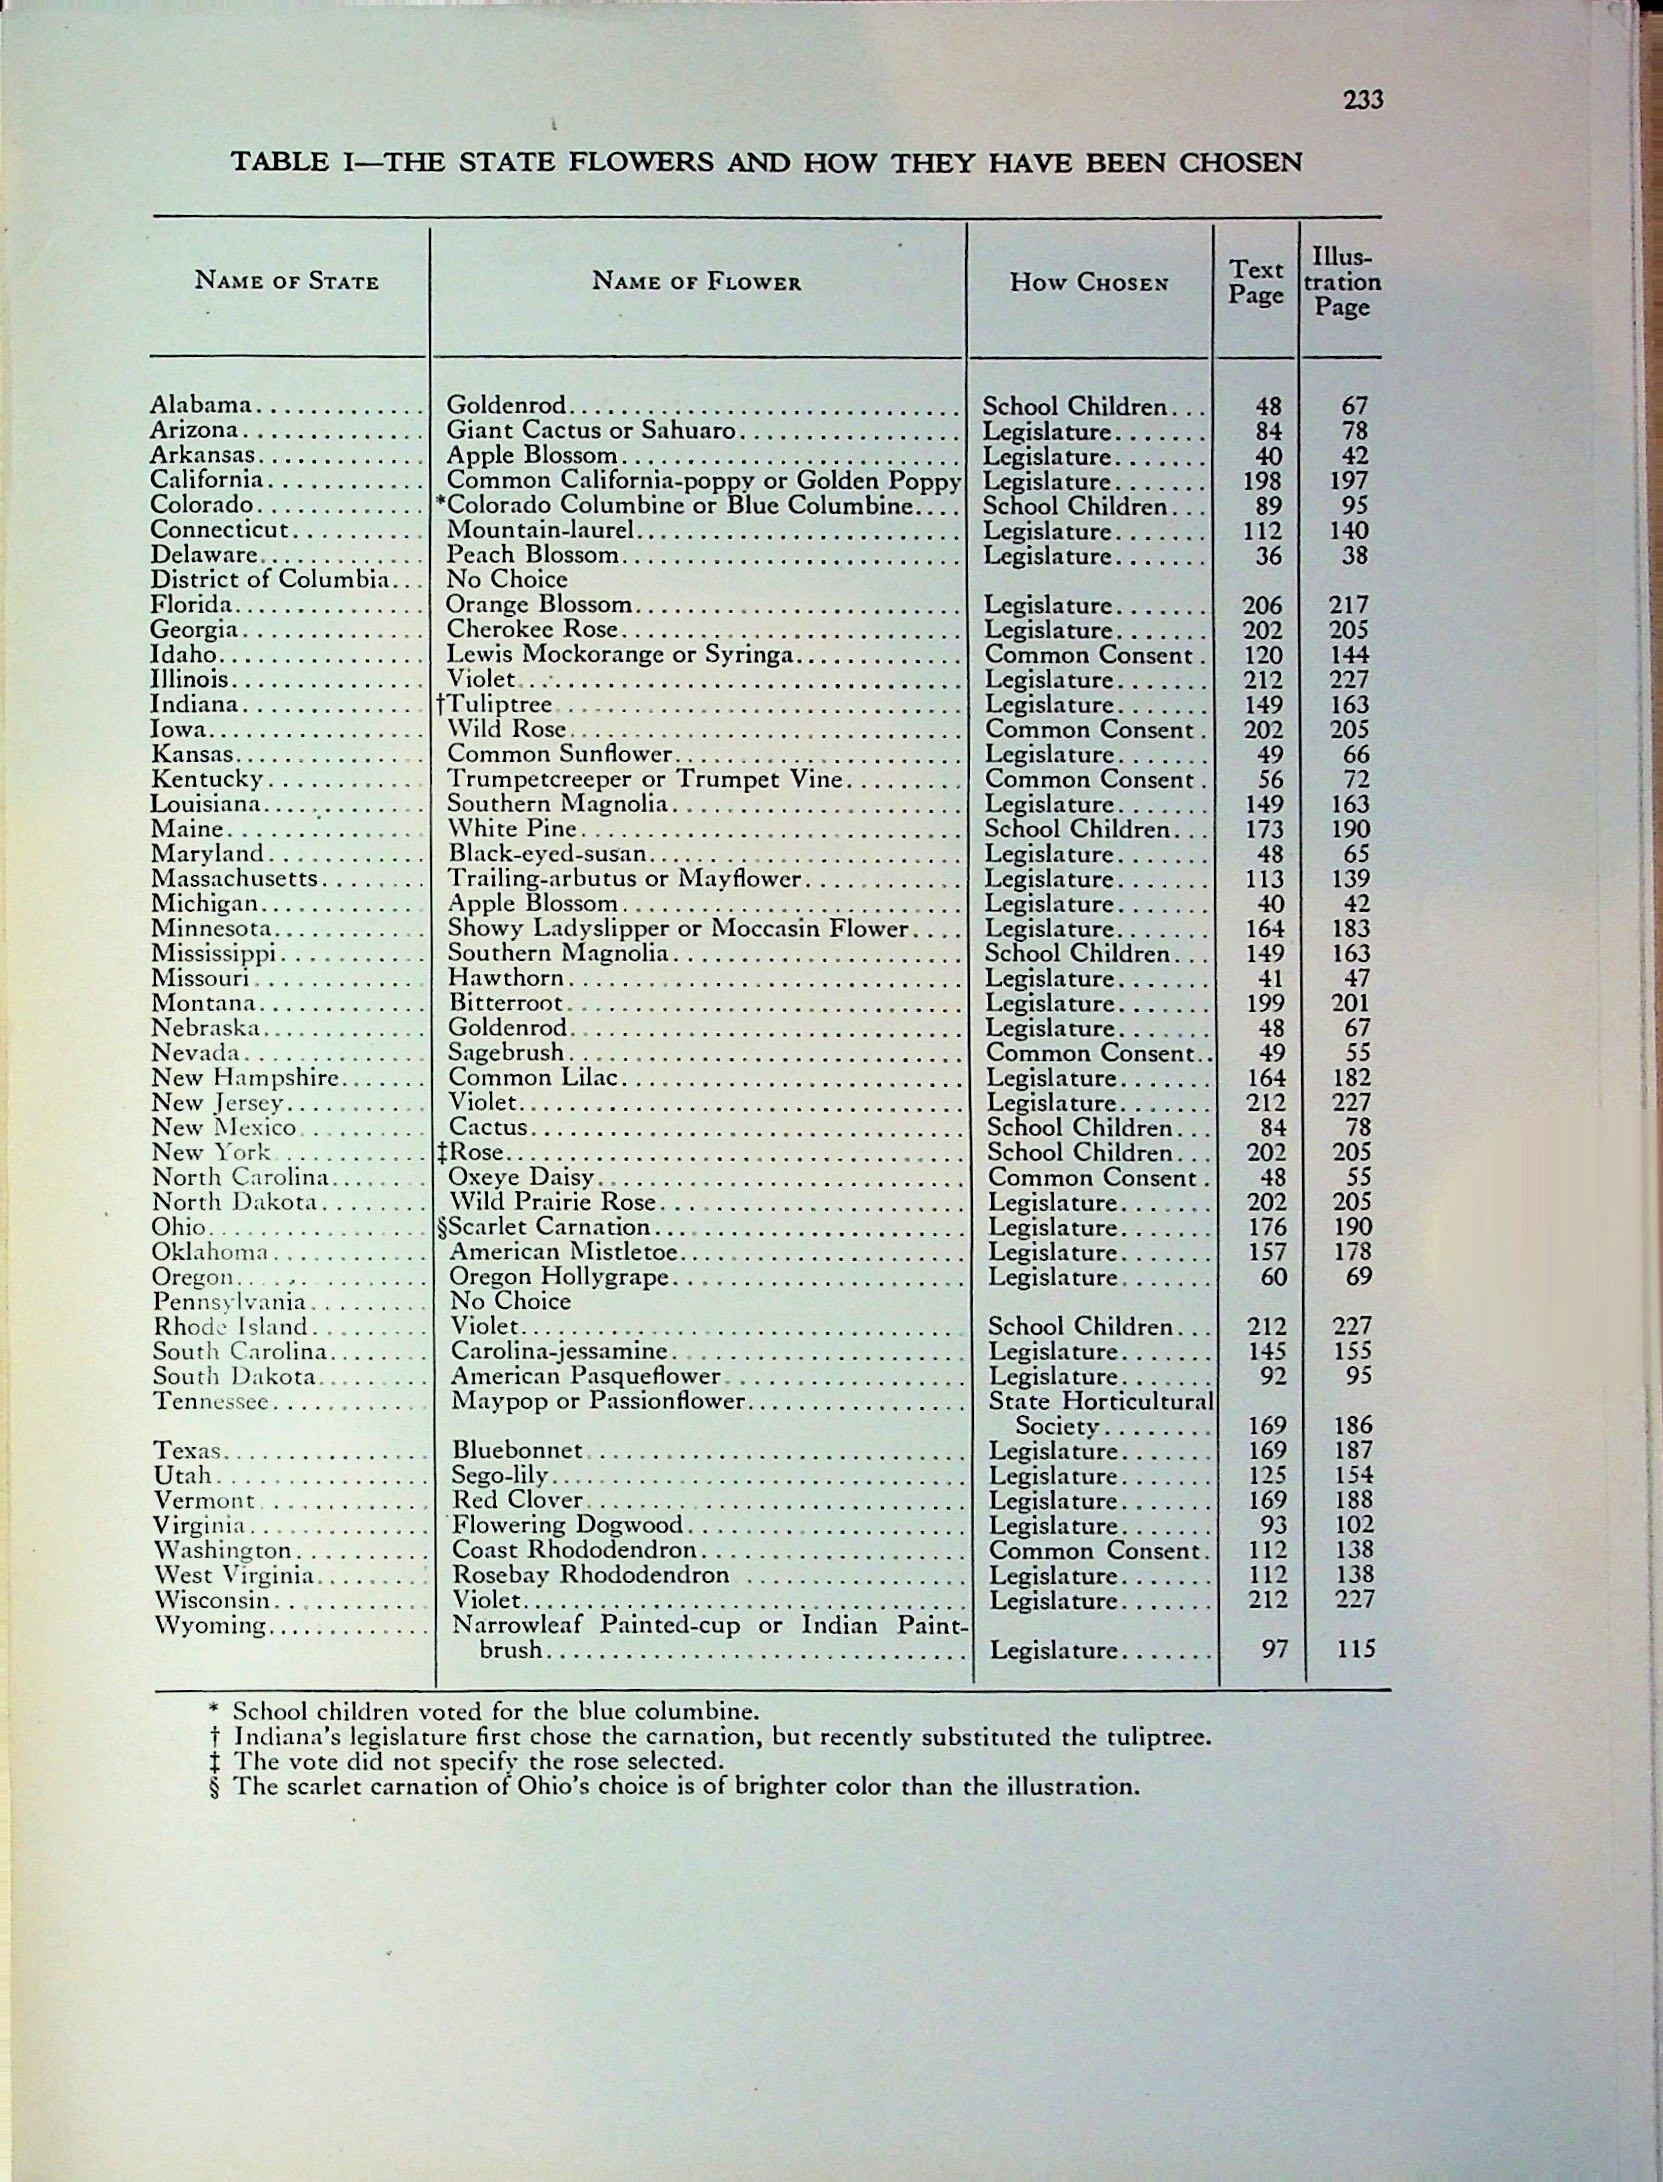 233
TABLE I—THE STATE FLOWERS AND HOW THEY HAVE BEEN CHOSEN
Name of State Name of Flower How Chosen Text Page Illus-tration Page
Alabama............. Goldenrod.............................. School Children... 48 67
Arizona.............. Giant Cactus or Sahuaro................. Legislature....... 84 78
Arkansas............. Apple Blossom.......................... Legislature....... 40 42
California............ Common California-poppy or Golden Poppy Legislature....... 198 197
Colorado............. *Colorado Columbine or Blue Columbine.... School Children... 89 95
Connecticut.......... Mountain-laurel......................... Legislature....... 112 140
Delaware............. Peach Blossom.......................... Legislature....... 36 38
District of Columbia... No Choice
Florida............... Orange Blossom......................... Legislature....... 206 217
Georgia.............. Cherokee Rose.......................... Legislature....... 202 205
Idaho................ Lewis Mockorange or Syringa............. Common Consent. 120 144
Illinois............... Violet.................................. Legislature....... 212 227
Indiana.............. †Tuliptree............................... Legislature....... 149 163
Iowa................. Wild Rose.............................. Common Consent. 202 205
Kansas............... Common Sunflower...................... Legislature....... 49 66
Kentucky............ Trumpetcreeper or Trumpet Vine......... Common Consent. 56 72
Louisiana............ Southern Magnolia...................... Legislature....... 149 163
Maine............... White Pine............................. School Children... 173 190
Maryland............ Black-eyed-susan........................ Legislature....... 48 65
Massachusetts........ Trailing-arbutus or Mayflower............ Legislature....... 113 139
Michigan............. Apple Blossom.......................... Legislature....... 40 42
Minnesota............ Showy Ladyslipper or Moccasin Flower.... Legislature....... 164 183
Mississippi........... Southern Magnolia...................... School Children... 149 163
Missouri............. Hawthorn.............................. Legislature....... 41 47
Montana............. Bitterroot.............................. Legislature....... 199 201
Nebraska............. Goldenrod.............................. Legislature....... 48 67
Nevada.............. Sagebrush.............................. Common Consent.. 49 55
New Hampshire....... Common Lilac.......................... Legislature....... 164 182
New Jersey........... Violet.................................. Legislature....... 212 227
New Mexico.......... Cactus................................. School Children... 84 78
New York............ ‡Rose................................... School Children... 202 205
North Carolina........ Oxeye Daisy............................ Common Consent. 48 55
North Dakota......... Wild Prairie Rose....................... Legislature....... 202 205
Ohio................. §Scarlet Carnation........................ Legislature....... 176 190
Oklahoma............ American Mistletoe...................... Legislature....... 157 178
Oregon.............. Oregon Hollygrape...................... Legislature....... 60 69
Pennsylvania......... No Choice
Rhode Island......... Violet.................................. School Children... 212 227
South Carolina........ Carolina-jessamine...................... Legislature....... 145 155
South Dakota......... American Pasqueflower.................. Legislature....... 92 95
Tennessee............ Maypop or Passionflower................. State Horticultural
Society........ 169 186
Texas................ Bluebonnet............................. Legislature....... 169 187
Utah................ Sego-lily................................ Legislature....... 125 154
Vermont............. Red Clover............................. Legislature....... 169 188
Virginia.............. Flowering Dogwood..................... Legislature....... 93 102
Washington.......... Coast Rhododendron.................... Common Consent. 112 138
West Virginia......... Rosebay Rhododendron ................. Legislature....... 112 138
Wisconsin............ Violet.................................. Legislature....... 212 227
Wyoming............. Narrowleaf Painted-cup or Indian Paint-
brush................................ Legislature....... 97 115
* School children voted for the blue columbine.
† Indiana's legislature first chose the carnation, but recently substituted the tuliptree.
‡ The vote did not specify the rose selected.
§ The scarlet carnation of Ohio's choice is of brighter color than the illustration.